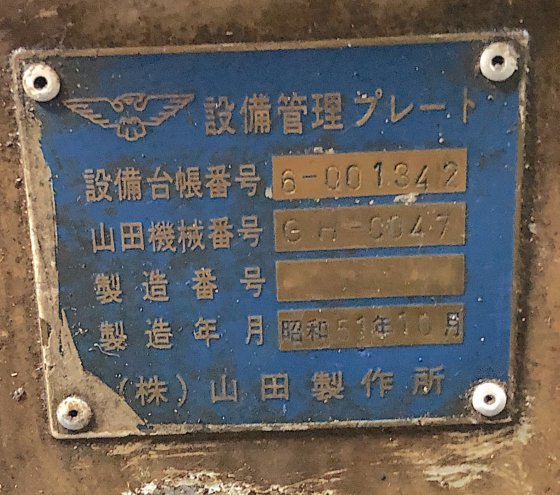 設備管理プレート
設備台帳番号 6-001342
山田機械番号 GH-0047
製造番号
製造年月 昭和51年10月
(株)山田製作所